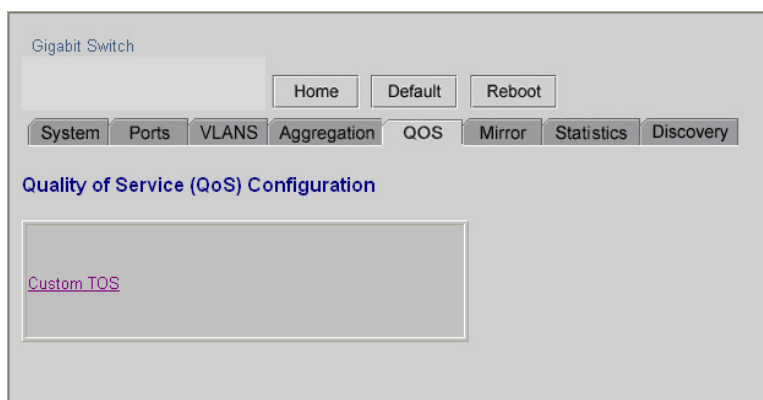 Gigabit Switch
Home Default Reboot
System Ports VLANS Aggregation QOS Mirror Statistics Discovery
Quality of Service (QoS) Configuration
Custom TOS